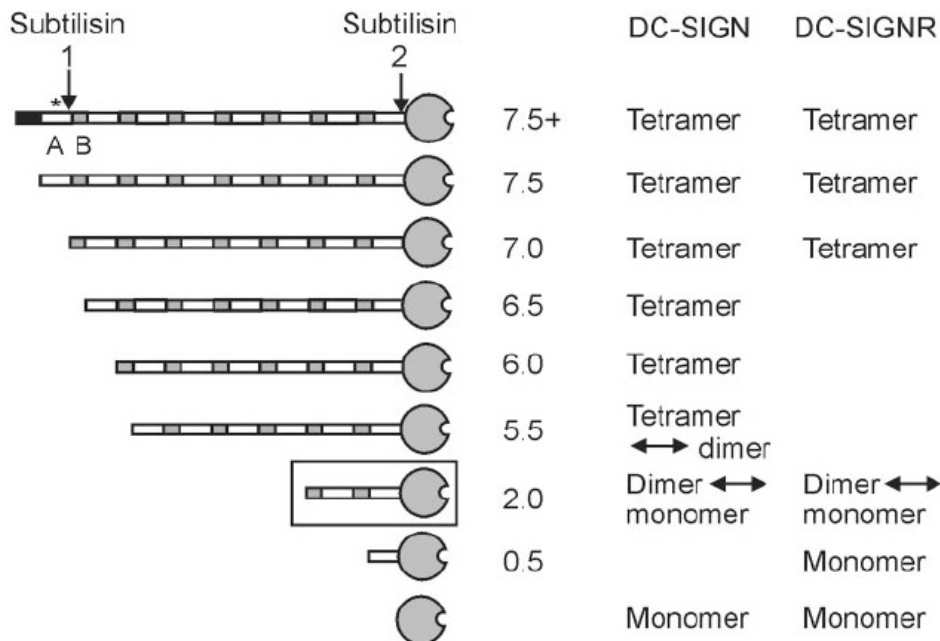 Subtilisin Subtilisin DC-SIGN DC-SIGNR
1 2
*
7.5+ Tetramer Tetramer
A B
7.5 Tetramer Tetramer
7.0 Tetramer Tetramer
6.5 Tetramer
6.0 Tetramer
5.5 Tetramer
↔ dimer
2.0 Dimer ↔ Dimer ↔
monomer monomer
0.5 Monomer
Monomer Monomer